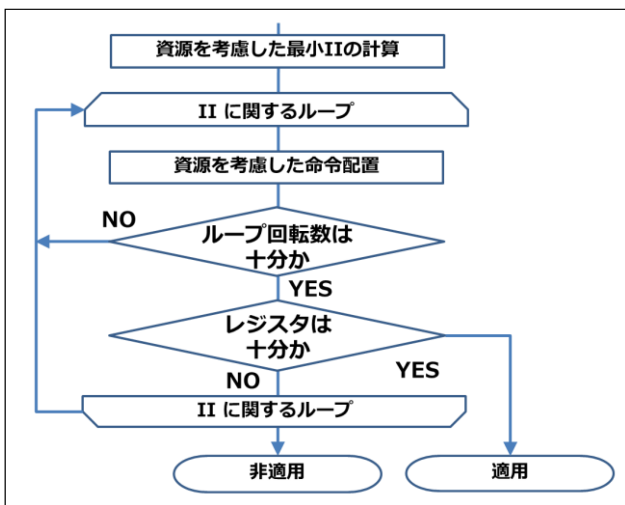 資源を考慮した最小IIの計算
II に関するループ
資源を考慮した命令配置
NO
ループ回転数は
十分か
YES
レジスタは
十分か
NO
YES
II に関するループ
非適用
適用